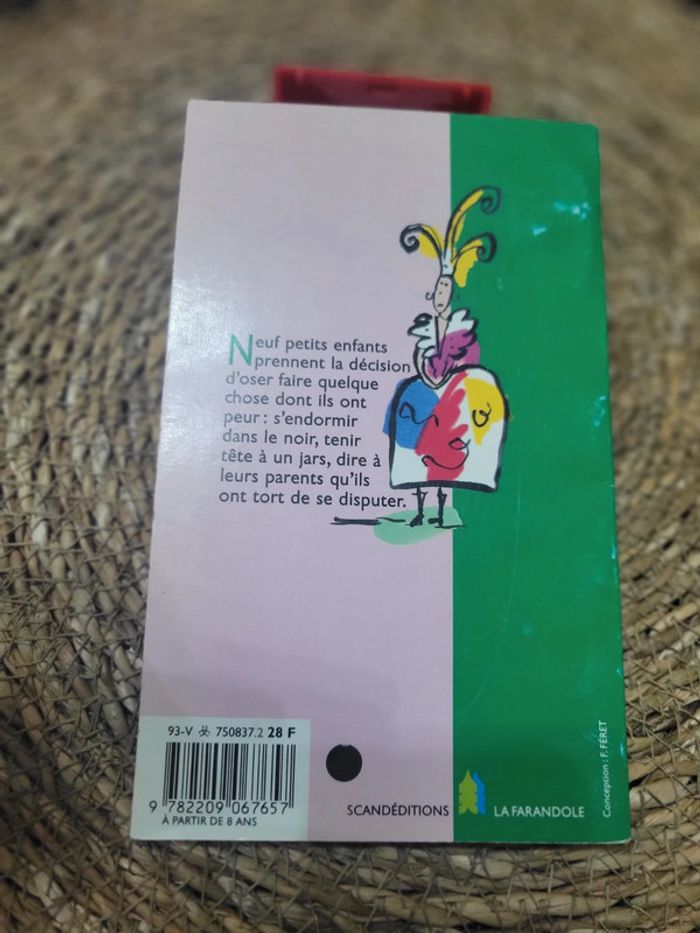 Neuf petits enfants
prennent la décision
d'oser faire quelque
chose dont ils ont
peur : s'endormir
dans le noir, tenir
tête à un jars, dire à
leurs parents qu'ils
ont tort de se disputer.
93-V 750837.2 28 F
9 782209 067657
À PARTIR DE 8 ANS
SCANDÉDITIONS LA FARANDOLE
Conception : F. FÉRET